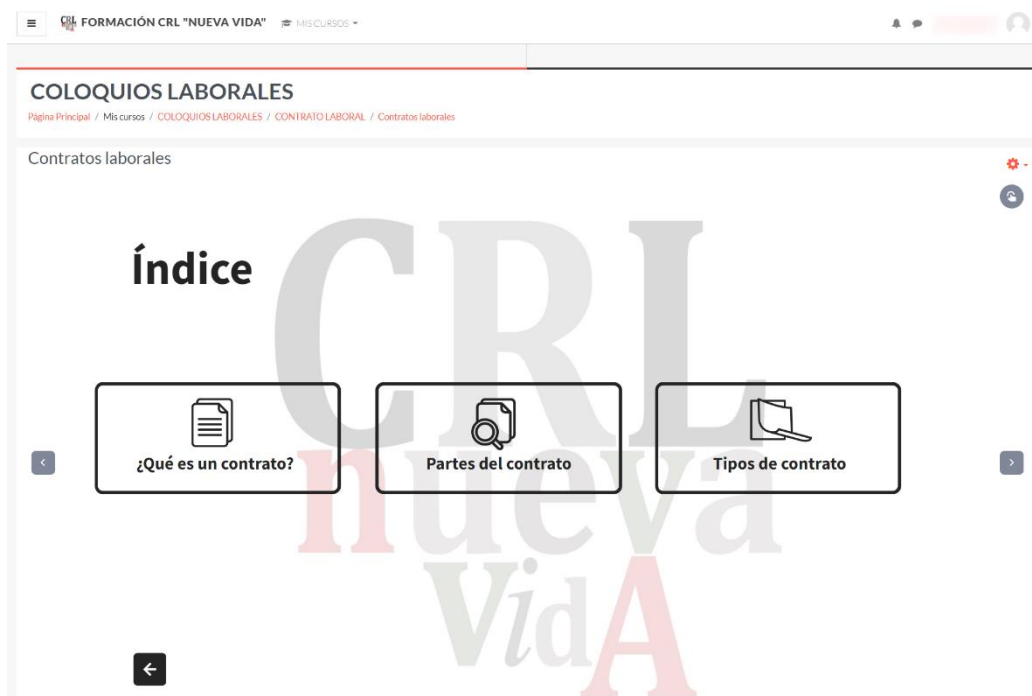 FORMACIÓN CRL "NUEVA VIDA" MIS CURSOS
COLOQUIOS LABORALES
Página Principal / Mis cursos / COLOQUIOS LABORALES / CONTRATO LABORAL / Contratos laborales
Contratos laborales
CRL
nueva
VidA
Índice
¿Qué es un contrato?
Partes del contrato
Tipos de contrato